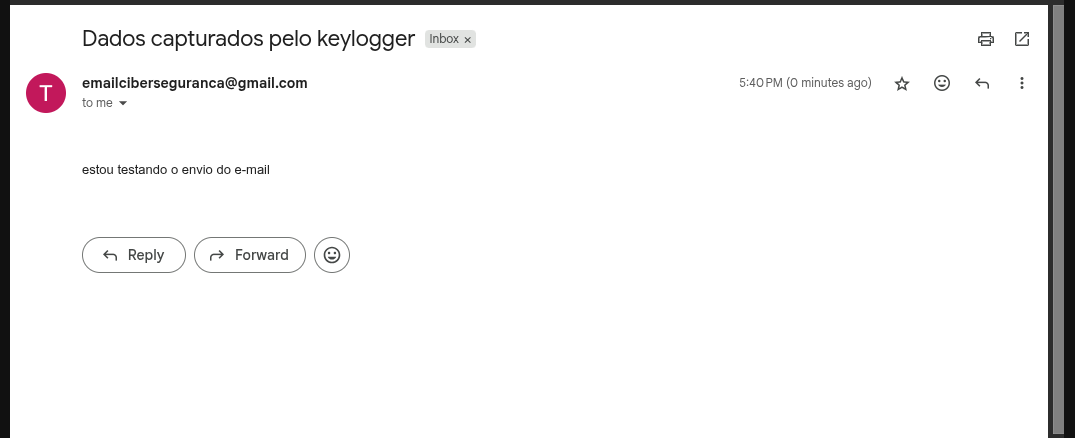 Dados capturados pelo keylogger Inbox ×
T
emailciberseguranca@gmail.com 5:40 PM (0 minutes ago)
to me
estou testando o envio do e-mail
Reply Forward